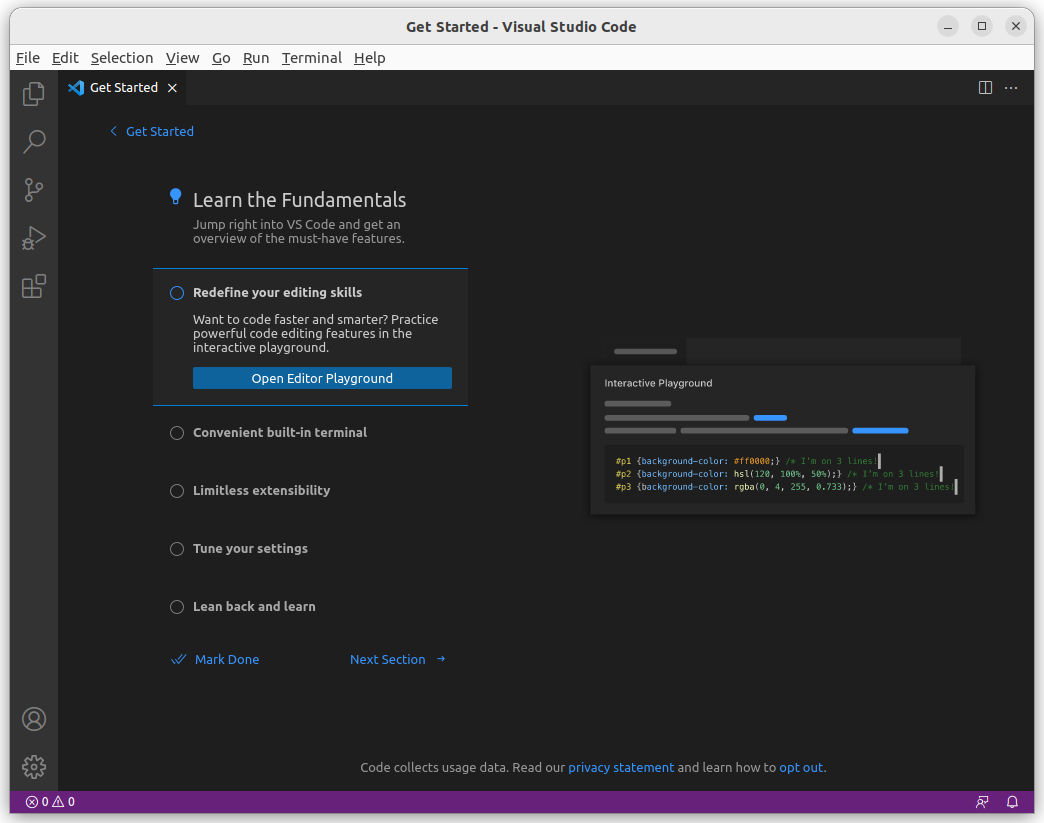 Get Started - Visual Studio Code
File Edit Selection View Go Run Terminal Help
Get Started
Get Started
Learn the Fundamentals
Jump right into VS Code and get an
overview of the must-have features.
Redefine your editing skills
Want to code faster and smarter? Practice
powerful code editing features in the
interactive playground.
Open Editor Playground
Convenient built-in terminal
Limitless extensibility
Tune your settings
Lean back and learn
Mark Done
Next Section
Interactive Playground
#p1 {background-color: #ff0000;} /* I'm on 3 lines!
#p2 {background-color: hsl(120, 100%, 50%);} /* I'm on 3 lines!
#p3 {background-color: rgba(0, 4, 255, 0.733);} /* I'm on 3 lines!
Code collects usage data. Read our privacy statement and learn how to opt out.
0 0